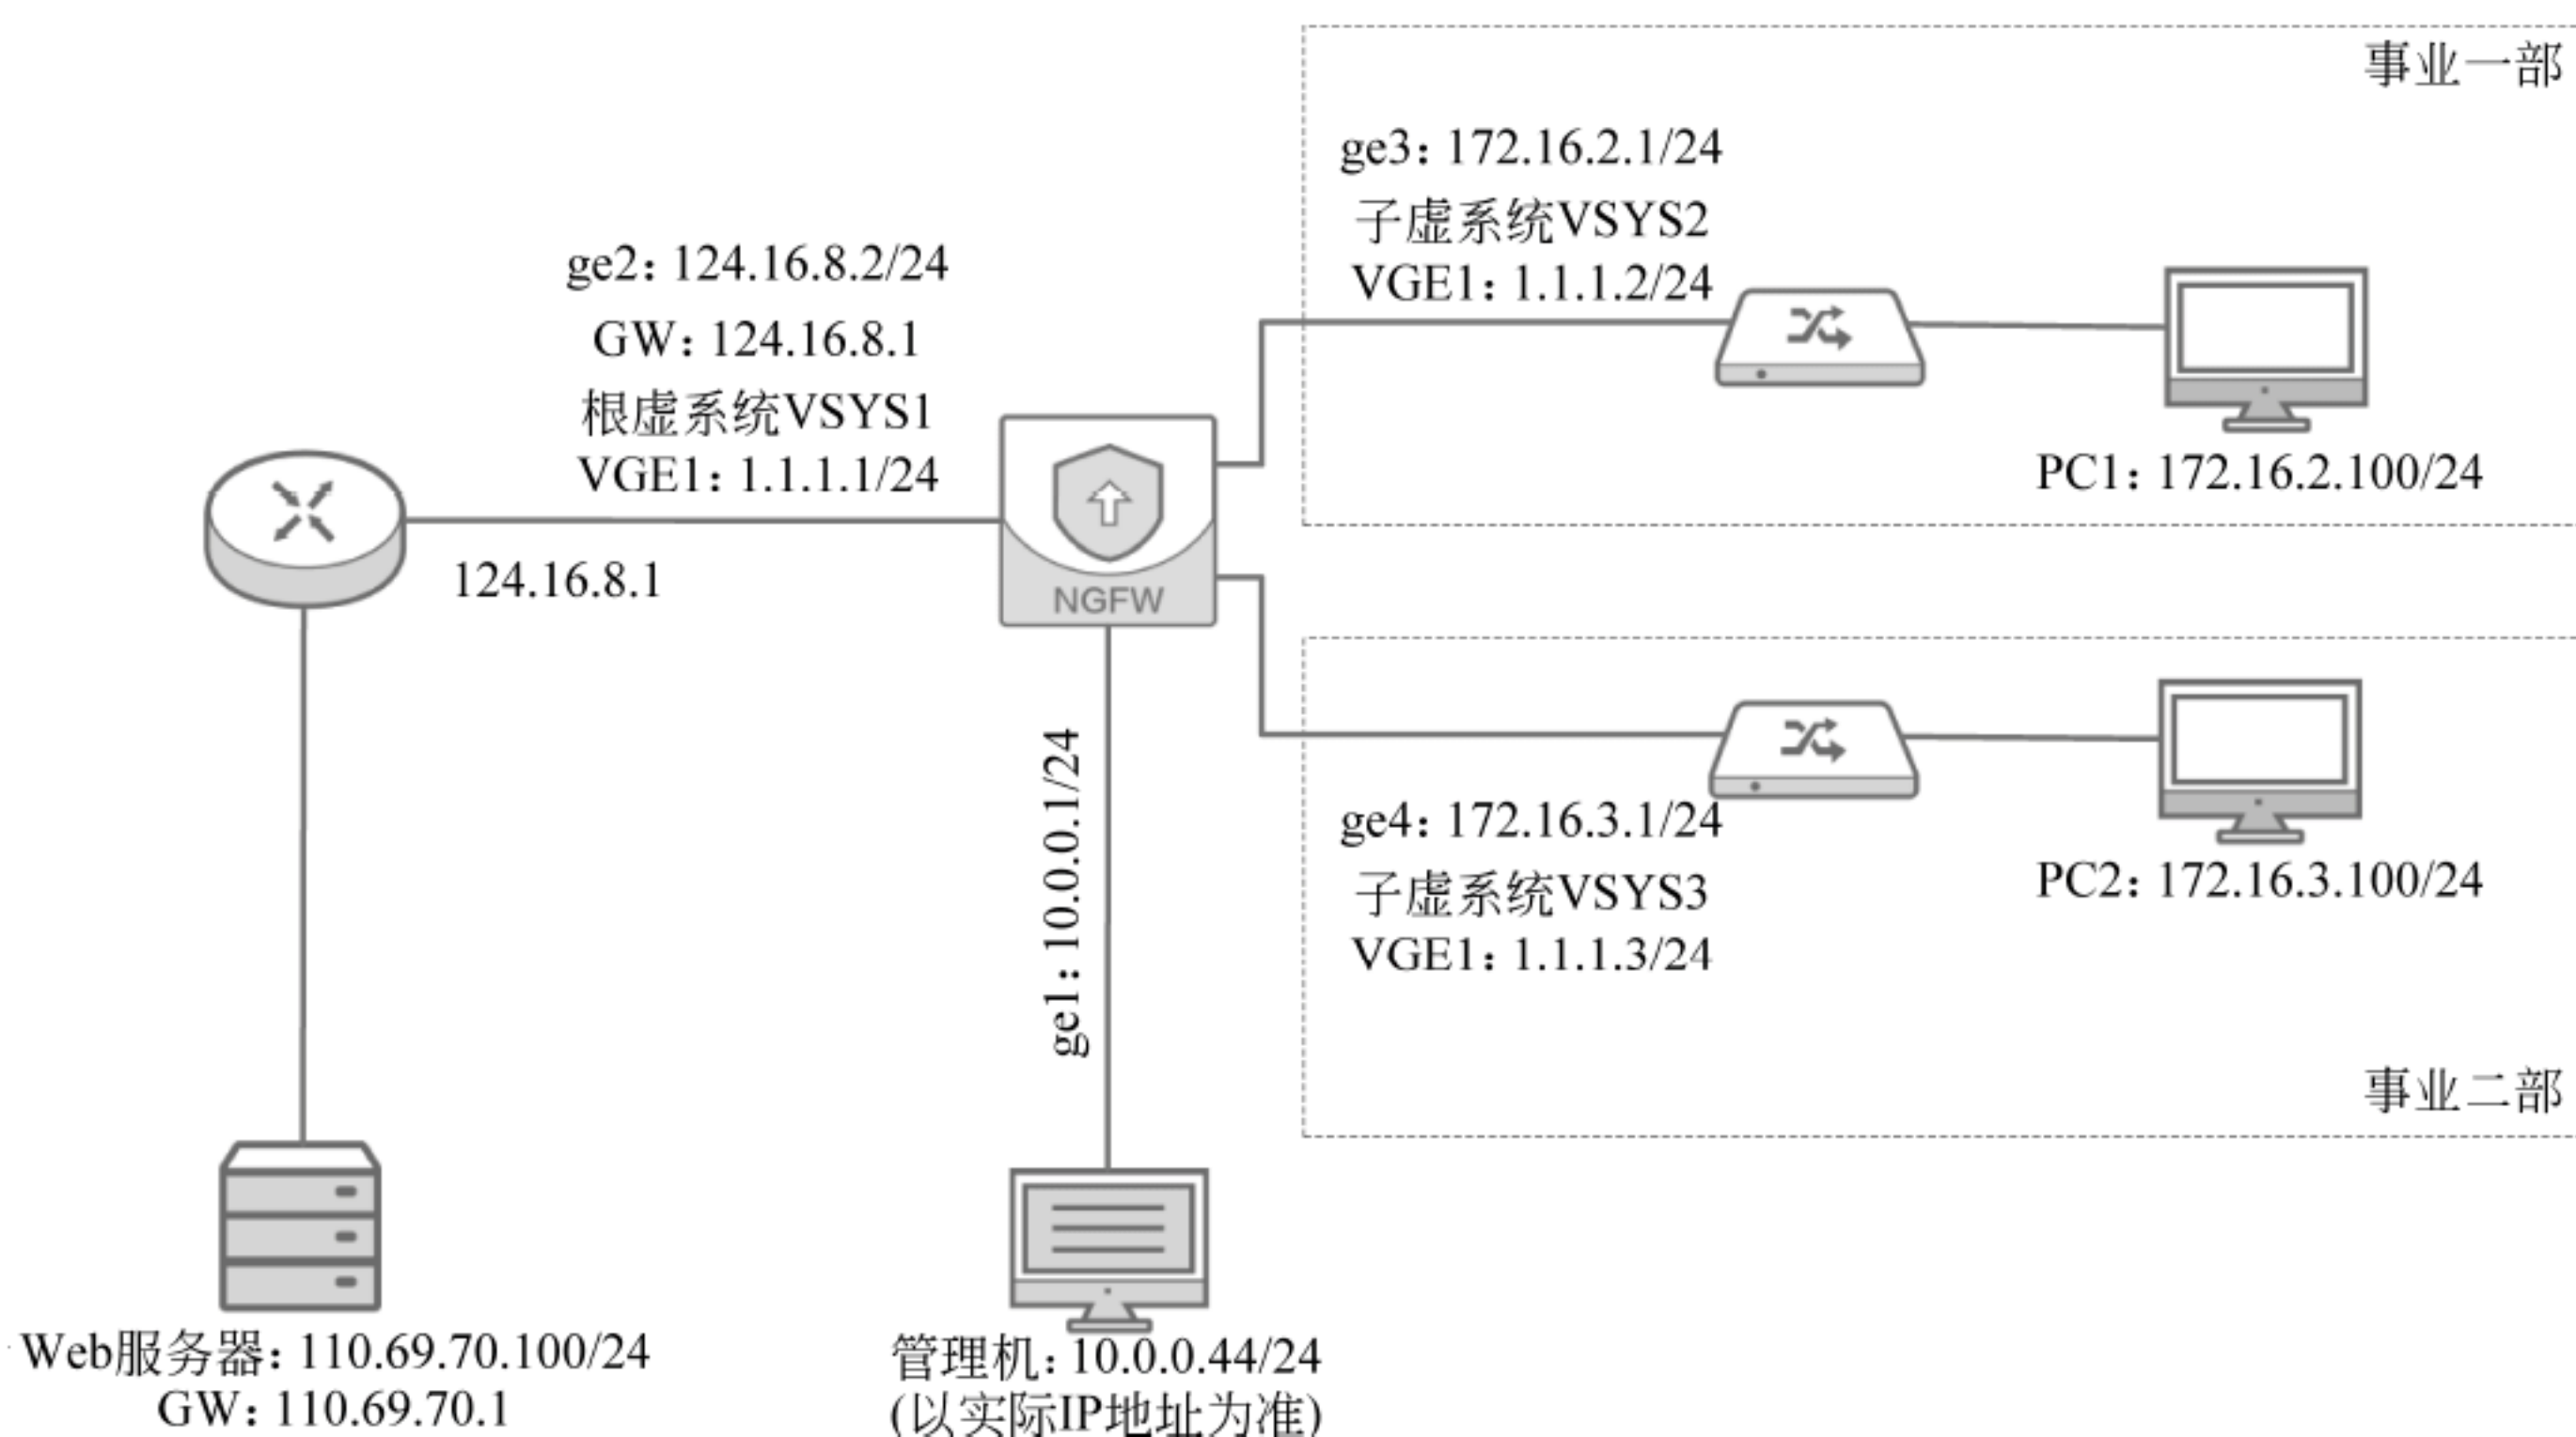 事业一部
ge3：172.16.2.1/24
子虚系统VSYS2
VGE1：1.1.1.2/24
ge2：124.16.8.2/24
GW：124.16.8.1
根虚系统VSYS1
VGE1：1.1.1.1/24
PC1：172.16.2.100/24
124.16.8.1
NGFW
ge1：10.0.0.1/24
ge4：172.16.3.1/24
子虚系统VSYS3
VGE1：1.1.1.3/24
PC2：172.16.3.100/24
事业二部
Web服务器：110.69.70.100/24
GW：110.69.70.1
管理机：10.0.0.44/24
(以实际IP地址为准)